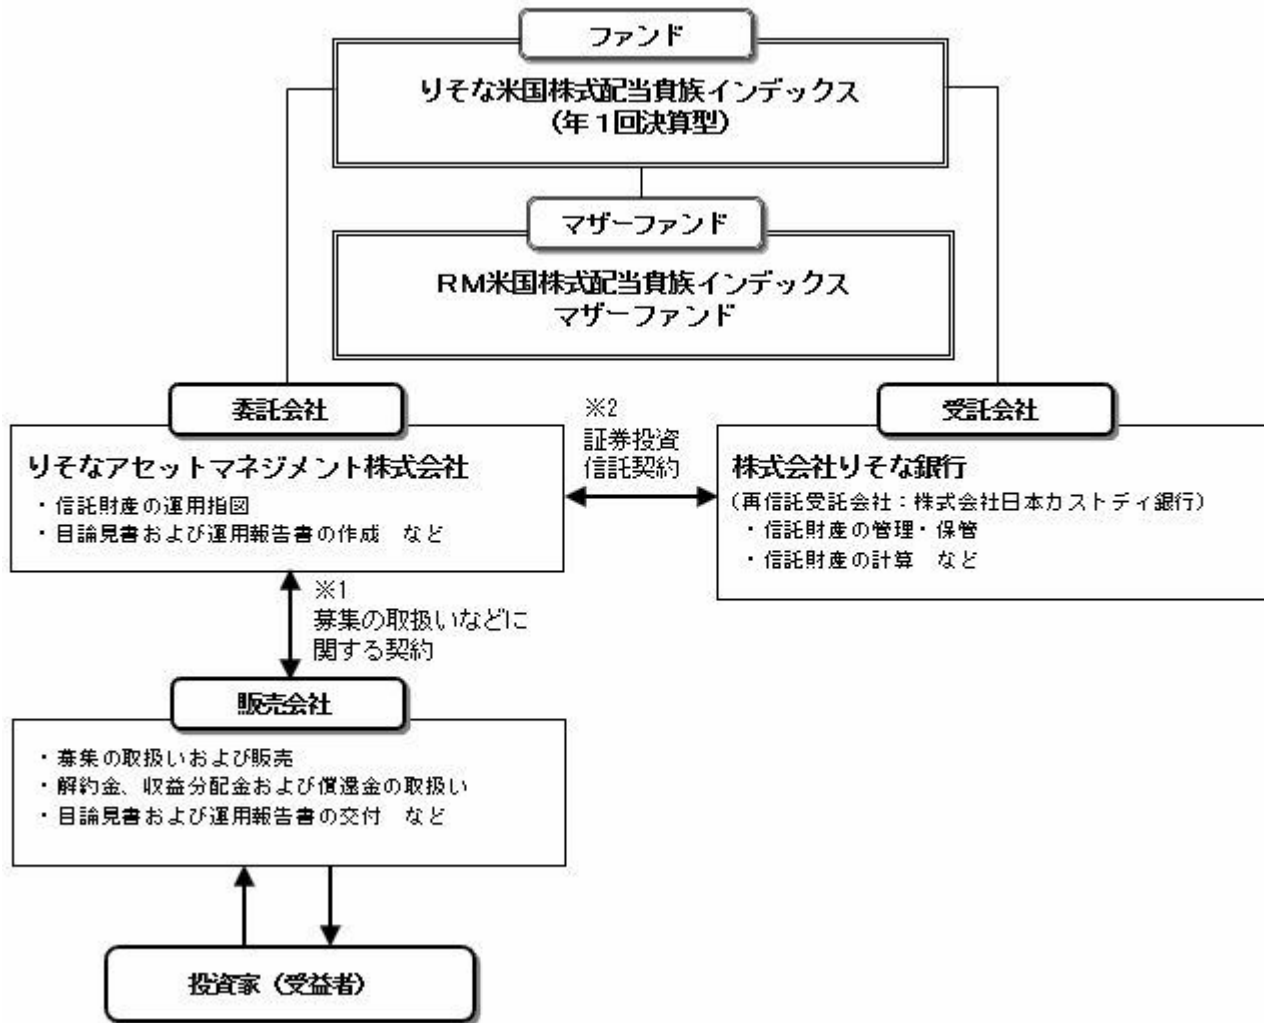 ファンド
りそな米国株式配当貴族インデックス
（年１回決算型）
マザーファンド
ＲＭ米国株式配当貴族インデックス
マザーファンド
委託会社
りそなアセットマネジメント株式会社
・信託財産の運用指図
・目論見書および運用報告書の作成　など
※2
証券投資
信託契約
受託会社
株式会社りそな銀行
（再信託受託会社：株式会社日本カストディ銀行）
・信託財産の管理・保管
・信託財産の計算　など
※1
募集の取扱いなどに
関する契約
販売会社
・募集の取扱いおよび販売
・解約金、収益分配金および償還金の取扱い
・目論見書および運用報告書の交付　など
投資家（受益者）